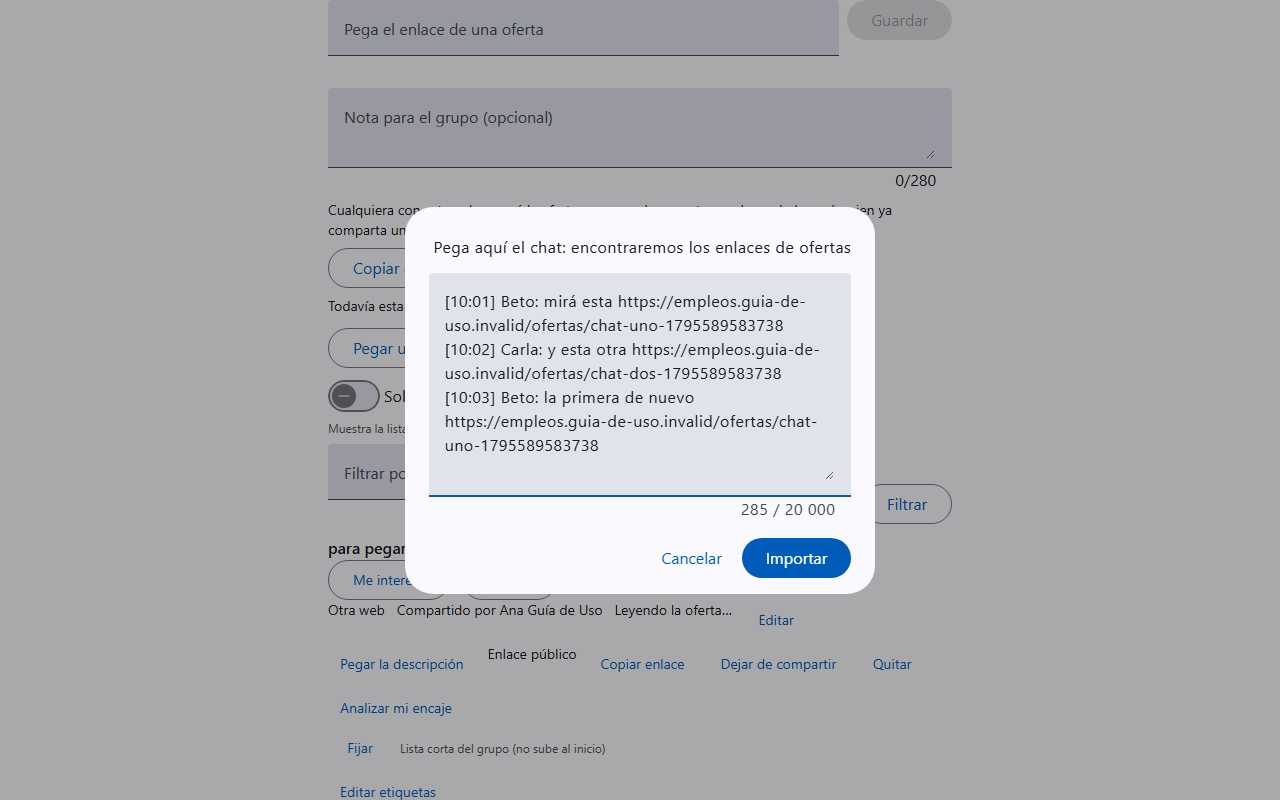 Pega el enlace de una oferta
Guardar
Nota para el grupo (opcional)
0/280
Cualquiera con
ien ya
comparta un
Copiar
Todavía esta
Pegar u
Sol
Muestra la lista
Filtrar po
Filtrar
Pega aquí el chat: encontraremos los enlaces de ofertas
[10:01] Beto: mirá esta https://empleos.guia-de-
uso.invalid/ofertas/chat-uno-1795589583738
[10:02] Carla: y esta otra https://empleos.guia-de-
uso.invalid/ofertas/chat-dos-1795589583738
[10:03] Beto: la primera de nuevo
https://empleos.guia-de-uso.invalid/ofertas/chat-
uno-1795589583738
285 / 20 000
Cancelar
Importar
para pegar
Me intere
Otra web Compartido por Ana Guía de Uso Leyendo la oferta...
Editar
Pegar la descripción
Enlace público
Copiar enlace
Dejar de compartir
Quitar
Analizar mi encaje
Fijar
Lista corta del grupo (no sube al inicio)
Editar etiquetas